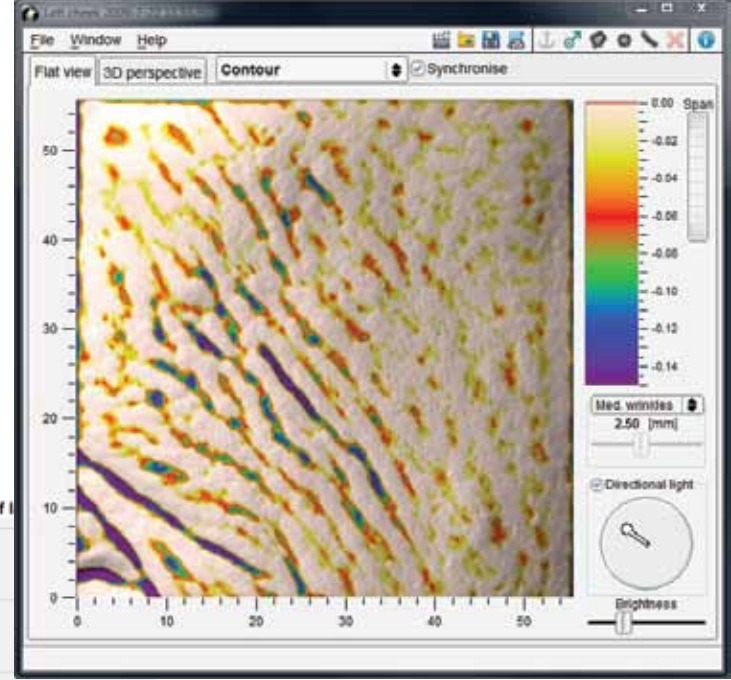 Left cheek
File Window Help
Flat view 3D perspective Contour Synchronise
0.00 Span
-0.02
-0.04
-0.06
-0.08
-0.10
-0.12
-0.14
Med. wrinkles
2.50 [mm]
Directional light
Brightness
50
40
30
20
10
0
0 10 20 30 40 50
f l